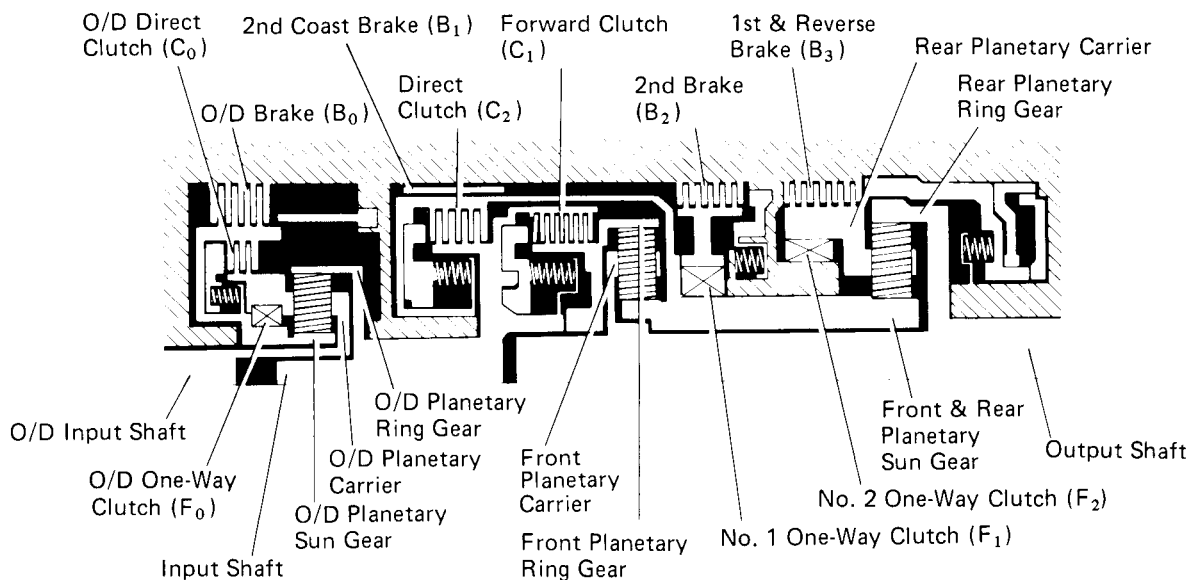 O/D Direct
Clutch (C₀)
2nd Coast Brake (B₁)
Forward Clutch
(C₁)
1st & Reverse
Brake (B₃)
Rear Planetary Carrier
Direct
Clutch (C₂)
2nd Brake
(B₂)
Rear Planetary
Ring Gear
O/D Brake (B₀)
O/D Input Shaft
O/D One-Way
Clutch (F₀)
Input Shaft
O/D Planetary
Sun Gear
O/D Planetary
Carrier
O/D Planetary
Ring Gear
Front
Planetary
Carrier
Front Planetary
Ring Gear
No. 1 One-Way Clutch (F₁)
No. 2 One-Way Clutch (F₂)
Front & Rear
Planetary
Sun Gear
Output Shaft